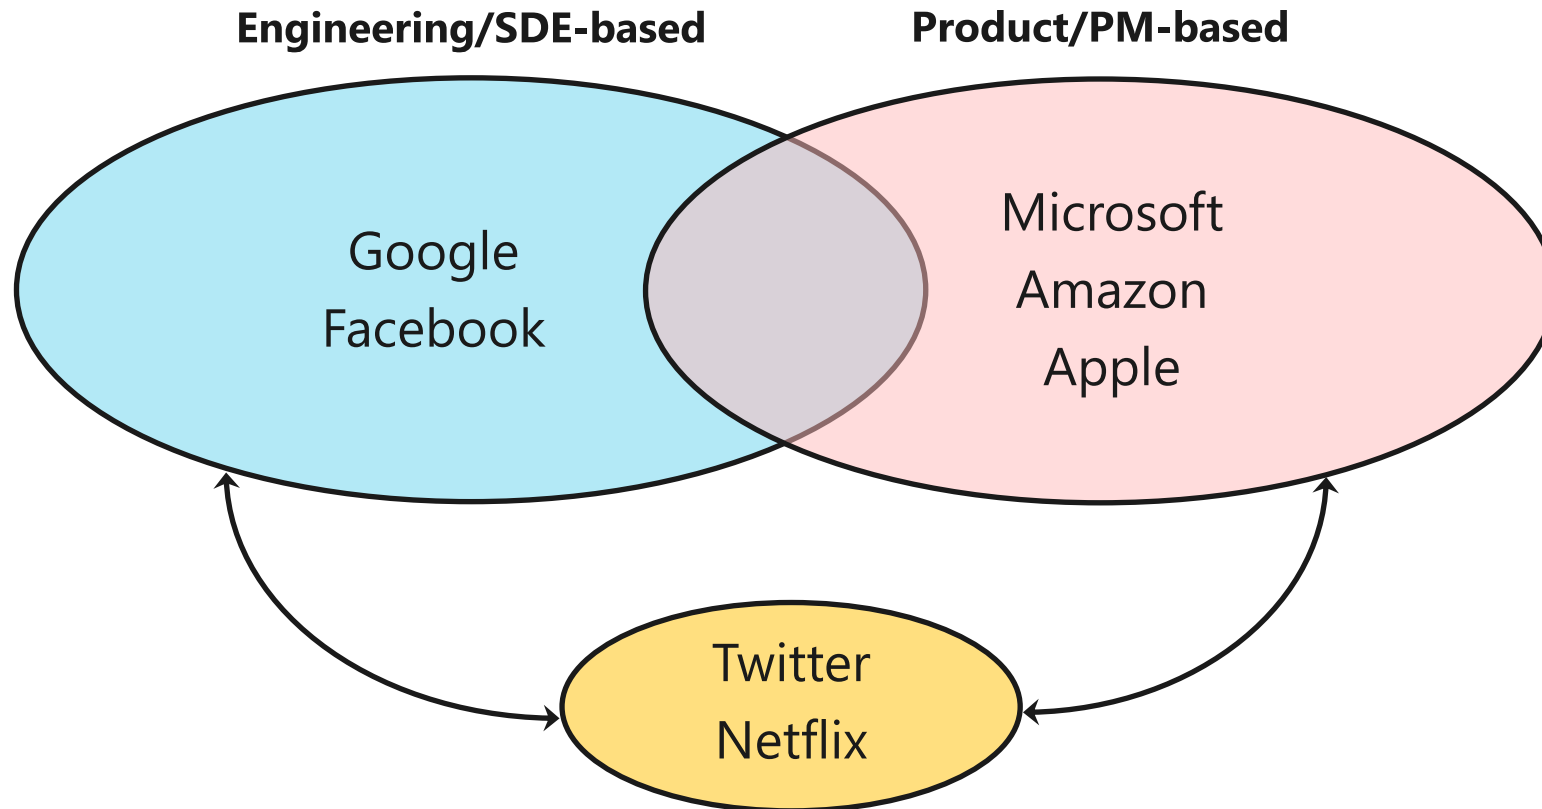 Engineering/SDE-based
Product/PM-based
Google
Facebook
Microsoft
Amazon
Apple
Twitter
Netflix